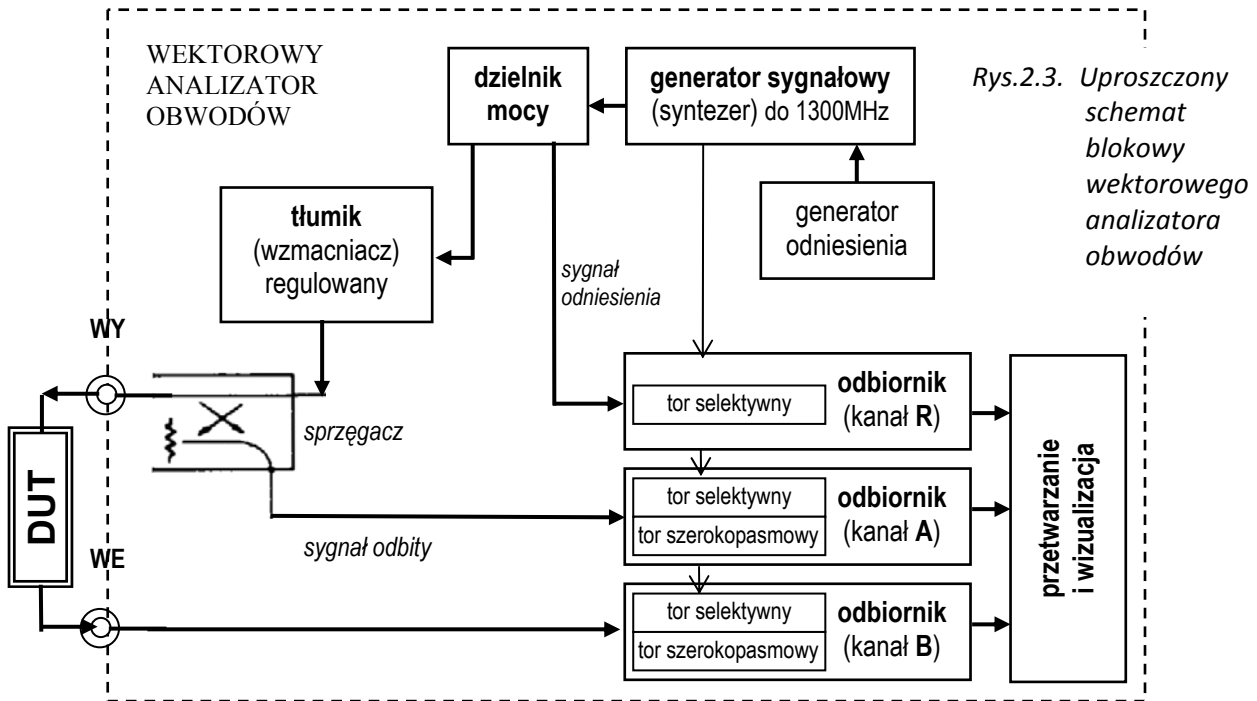 WEKTOROWY
ANALIZATOR
OBWODÓW
dzielnik
mocy
generator sygnałowy
(syntezer) do 1300MHz
Rys.2.3. Uproszczony
schemat
blokowy
wektorowego
analizatora
obwodów
generator
odniesienia
tłumik
(wzmacniacz)
regulowany
sygnał
odniesienia
WY
sprzęgacz
tor selektywny
odbiornik
(kanał R)
DUT
sygnał odbity
tor selektywny
tor szerokopasmowy
odbiornik
(kanał A)
WE
tor selektywny
tor szerokopasmowy
odbiornik
(kanał B)
przetwarzanie
i wizualizacja